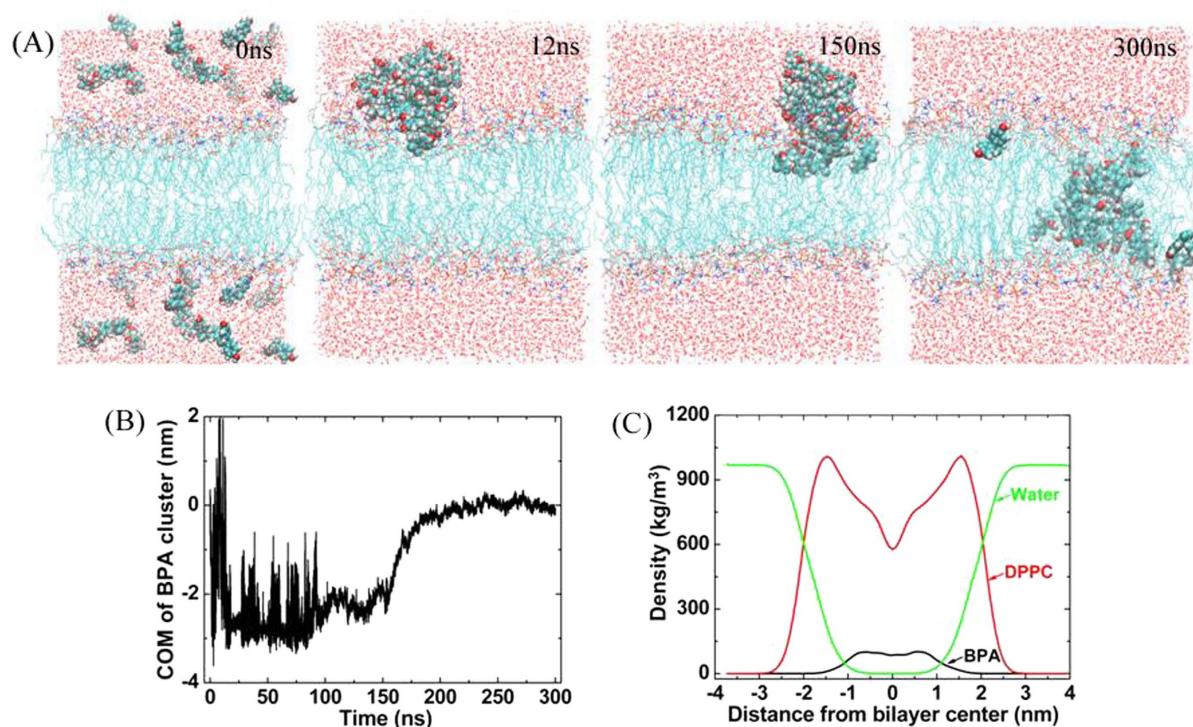 (A)
0ns
12ns
150ns
300ns
(B)
COM of BPA cluster (nm)
2
0
-2
-4
0 50 100 150 200 250 300
Time (ns)
(C)
Density (kg/m³)
1200
900
600
300
0
Water
DPPC
BPA
-4 -3 -2 -1 0 1 2 3 4
Distance from bilayer center (nm)